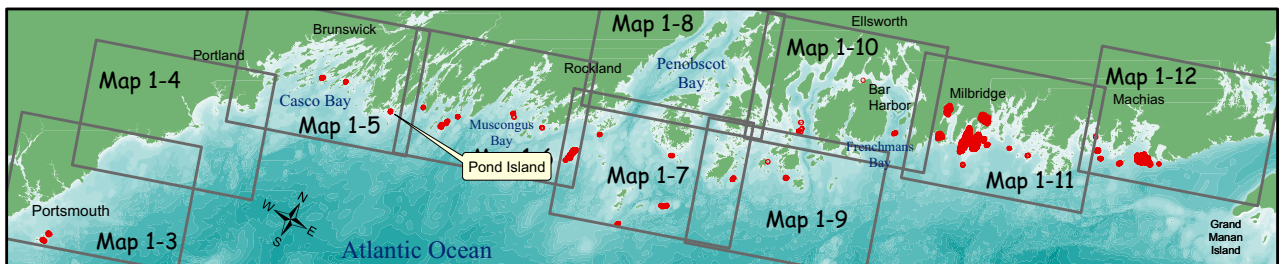 Map 1-8
Ellsworth
Brunswick
Map 1-10
Portland
Rockland
Penobscot
Bay
Map 1-4
Map 1-12
Bar
Harbor
Milbridge
Machias
Casco Bay
Map 1-5
Muscongus
Bay
Frenchmans
Bay
Pond Island
Map 1-7
Map 1-11
Portsmouth
Map 1-9
N
W
E
S
Map 1-3
Atlantic Ocean
Grand
Manan
Island